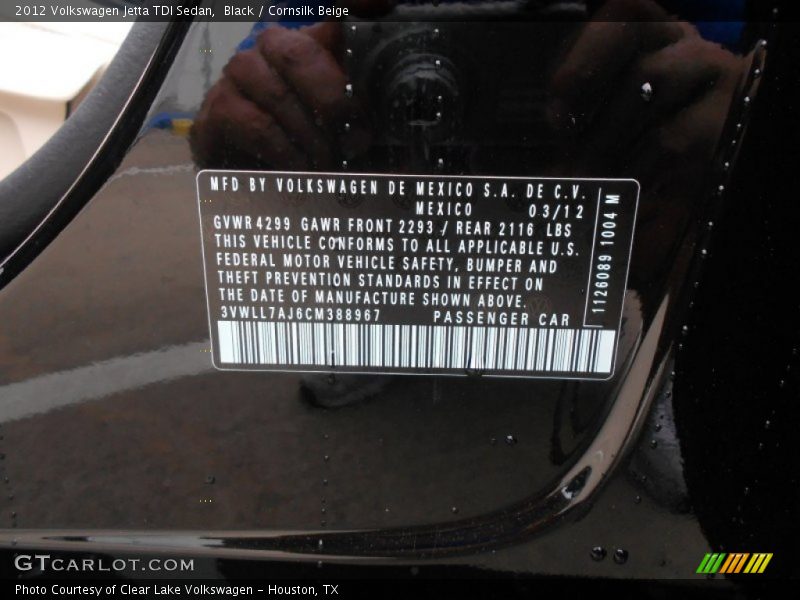 2012 Volkswagen Jetta TDI Sedan,  Black / Cornsilk Beige
MFD BY VOLKSWAGEN DE MEXICO S.A. DE C.V.
MEXICO 03/12
GVWR 4299 GAWR FRONT 2293 / REAR 2116 LBS
THIS VEHICLE CONFORMS TO ALL APPLICABLE U.S.
FEDERAL MOTOR VEHICLE SAFETY, BUMPER AND
THEFT PREVENTION STANDARDS IN EFFECT ON
THE DATE OF MANUFACTURE SHOWN ABOVE.
3VWLL7AJ6CM388967 PASSENGER CAR
1126089 1004 M
GTCARLOT.COM
Photo Courtesy of Clear Lake Volkswagen – Houston, TX